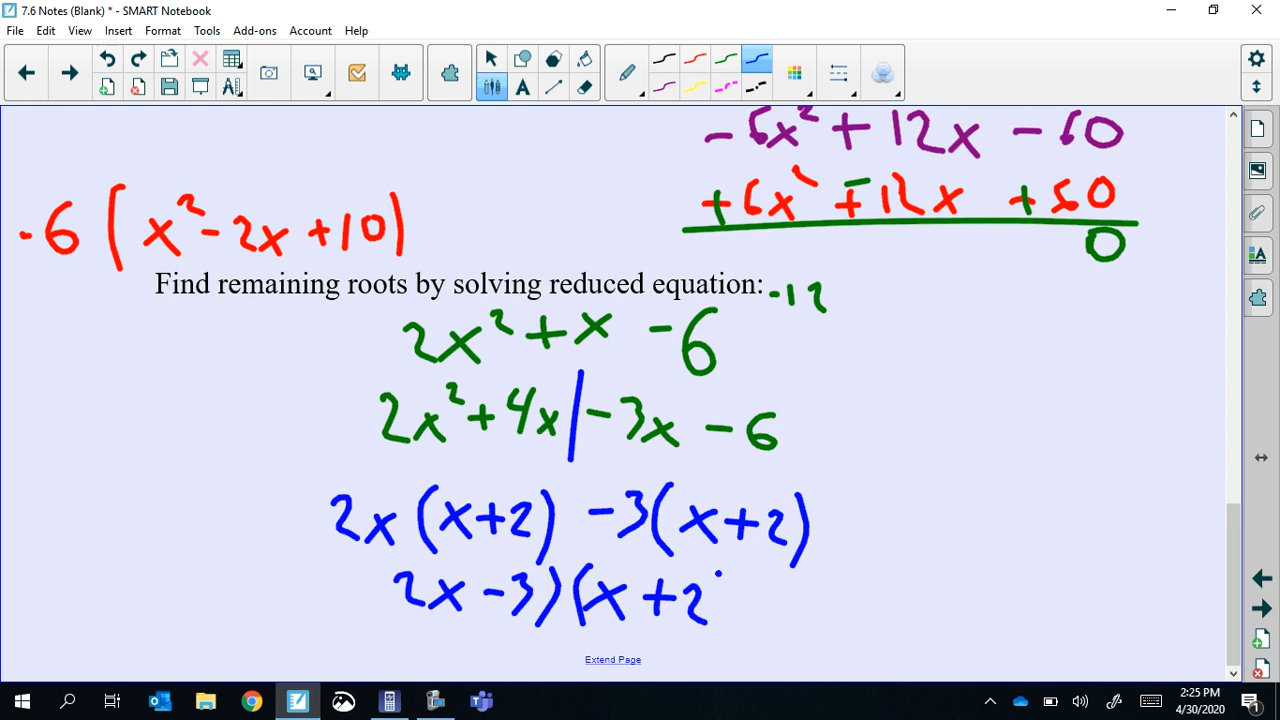 7.6 Notes (Blank) * - SMART Notebook
File Edit View Insert Format Tools Add-ons Account Help
-6x² + 12x - 60
+6x² + - 12x + 60
0
-6(x² - 2x + 10)
Find remaining roots by solving reduced equation:
-12
2x² + x - 6
2x² + 4x | - 3x - 6
2x(x+2) -3(x+2)
2x - 3)(x + 2
Extend Page
2:25 PM
4/30/2020
1